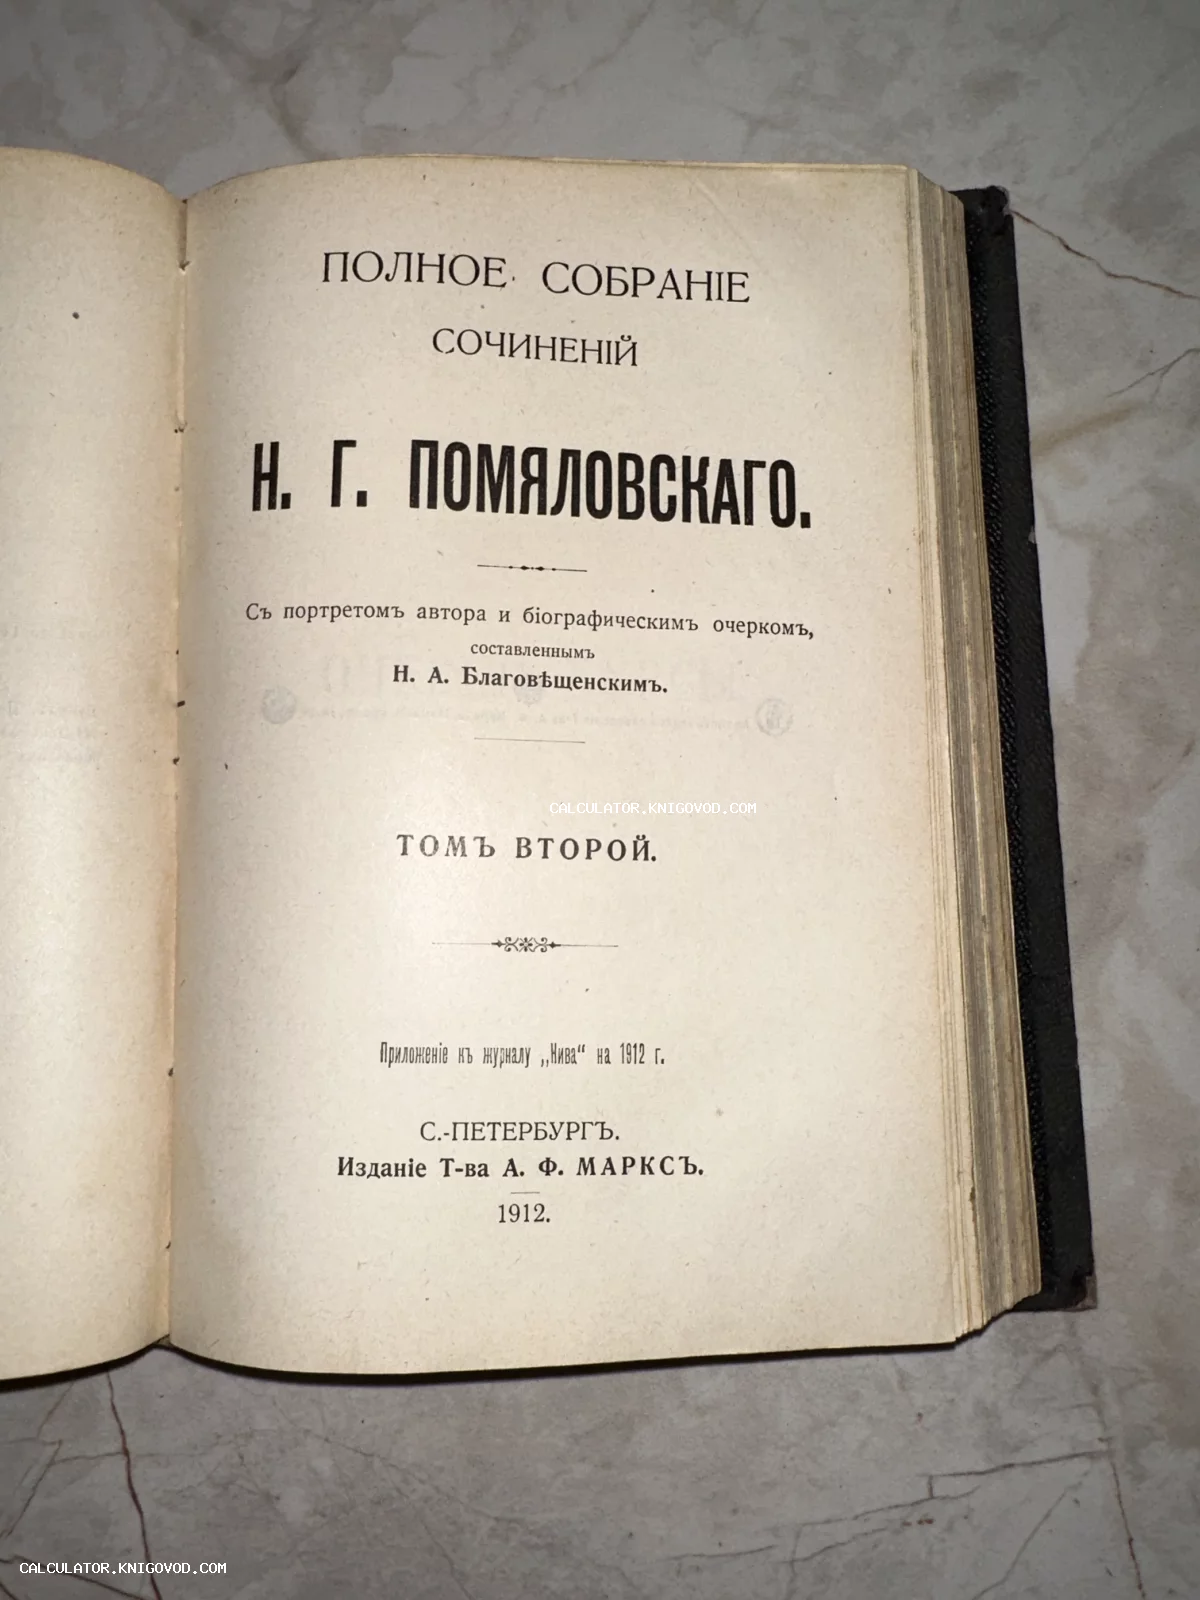 ПОЛНОЕ СОБРАНІЕ
СОЧИНЕНІЙ
Н. Г. ПОМЯЛОВСКАГО.
Съ портретомъ автора и біографическимъ очеркомъ,
составленнымъ
Н. А. Благовѣщенскимъ.
CALCULATOR.KNIGOVOD.COM
ТОМЪ ВТОРОЙ.
Приложеніе къ журналу „Нива“ на 1912 г.
С.-ПЕТЕРБУРГЪ.
Изданіе Т-ва А. Ф. МАРКСЪ.
1912.
CALCULATOR.KNIGOVOD.COM